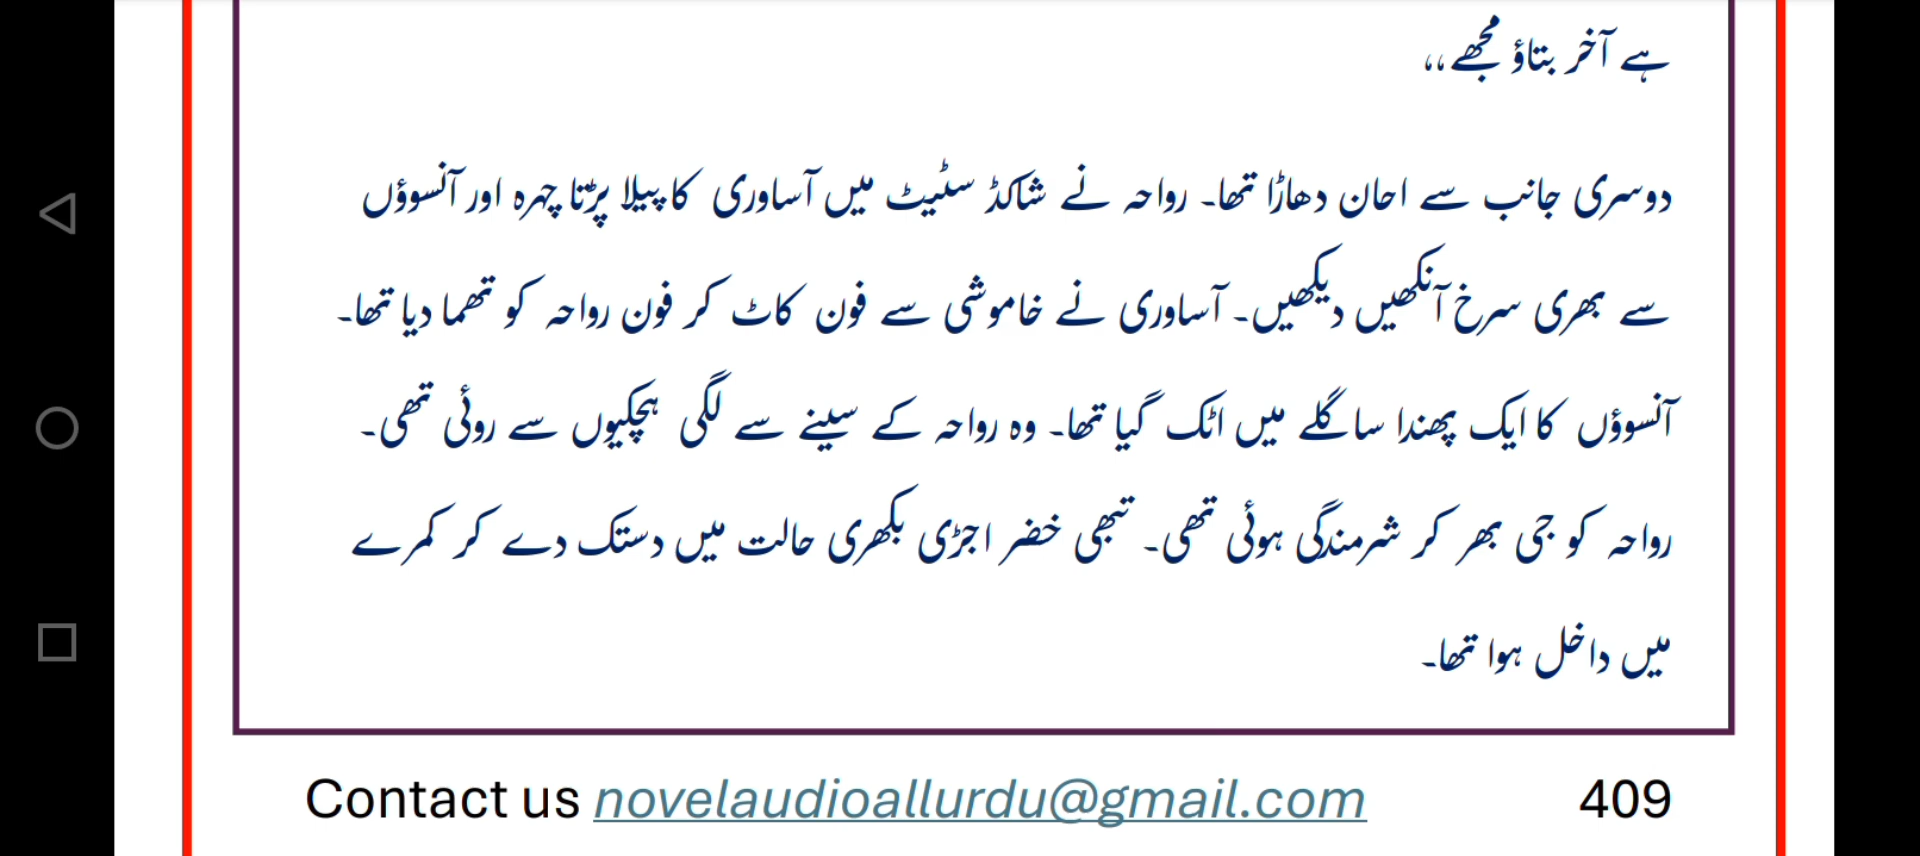 ہے آخر بتاؤ مجھے،،
دوسری جانب سے احان دھاڑا تھا۔ رواحہ نے شاکڈ سٹیٹ میں آساوری کا پیلا پڑتا چہرہ اور آنسوؤں
سے بھری سرخ آنکھیں دیکھیں۔ آساوری نے خاموشی سے فون کاٹ کر فون رواحہ کو تھما دیا تھا۔
آنسوؤں کا ایک پھندا سا گلے میں اٹک گیا تھا۔ وہ رواحہ کے سینے سے لگی ہچکیوں سے روئی تھی۔
رواحہ کو جی بھر کر شرمندگی ہوئی تھی۔ تبھی خضر اجڑی بکھری حالت میں دستک دے کر کمرے
میں داخل ہوا تھا۔
Contact us novelaudioallurdu@gmail.com 409